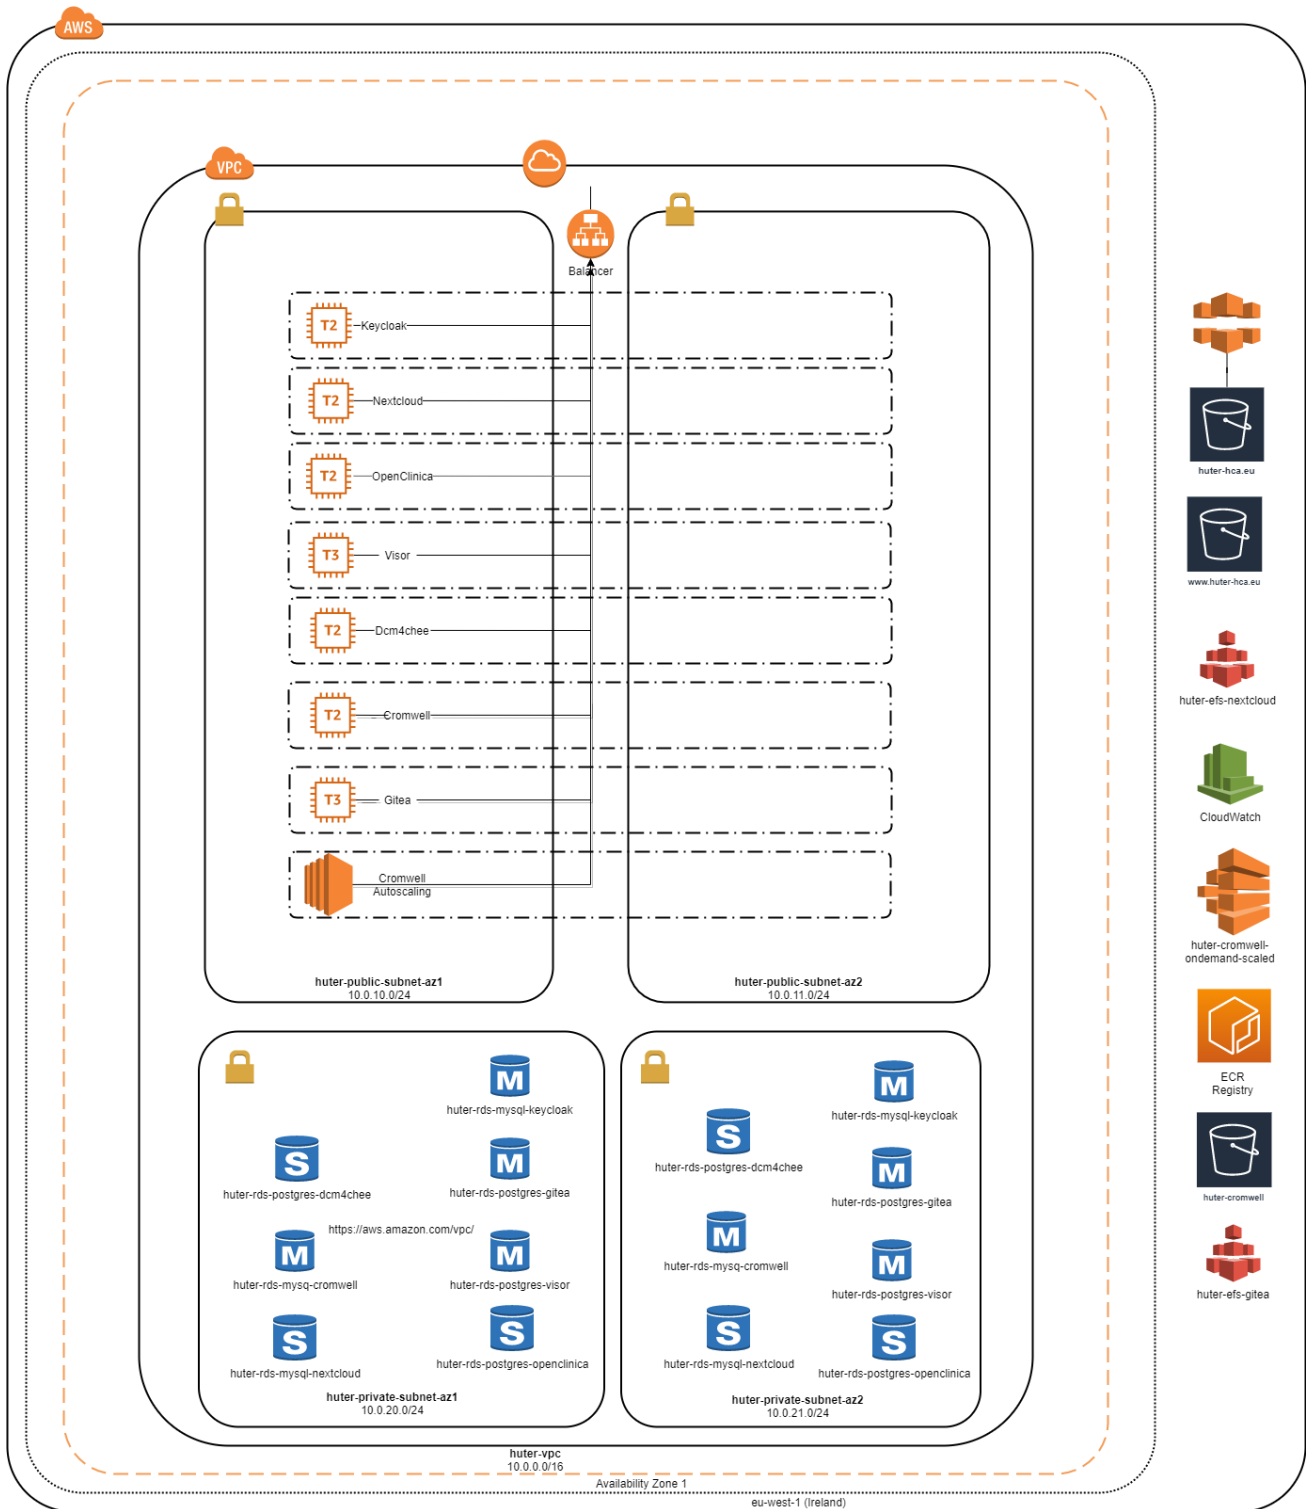 AWS
VPC
Balancer
T2
Keycloak
T2
Nextcloud
T2
OpenClinica
T3
Visor
T2
Dcm4chee
T2
Cromwell
T3
Gitea
Cromwell
Autoscaling
huter-public-subnet-az1
10.0.10.0/24
huter-public-subnet-az2
10.0.11.0/24
M
huter-rds-mysql-keycloak
S
huter-rds-postgres-dcm4chee
M
huter-rds-postgres-gitea
https://aws.amazon.com/vpc/
M
huter-rds-mysq-cromwell
M
huter-rds-postgres-visor
S
huter-rds-mysql-nextcloud
S
huter-rds-postgres-openclinica
huter-private-subnet-az1
10.0.20.0/24
M
huter-rds-mysql-keycloak
S
huter-rds-postgres-dcm4chee
M
huter-rds-postgres-gitea
M
huter-rds-mysq-cromwell
M
huter-rds-postgres-visor
S
huter-rds-mysql-nextcloud
S
huter-rds-postgres-openclinica
huter-private-subnet-az2
10.0.21.0/24
huter-vpc
10.0.0.0/16
Availability Zone 1
eu-west-1 (Ireland)
huter-hca.eu
www.huter-hca.eu
huter-efs-nextcloud
CloudWatch
huter-cromwell-
ondemand-scaled
ECR
Registry
huter-cromwell
huter-efs-gitea